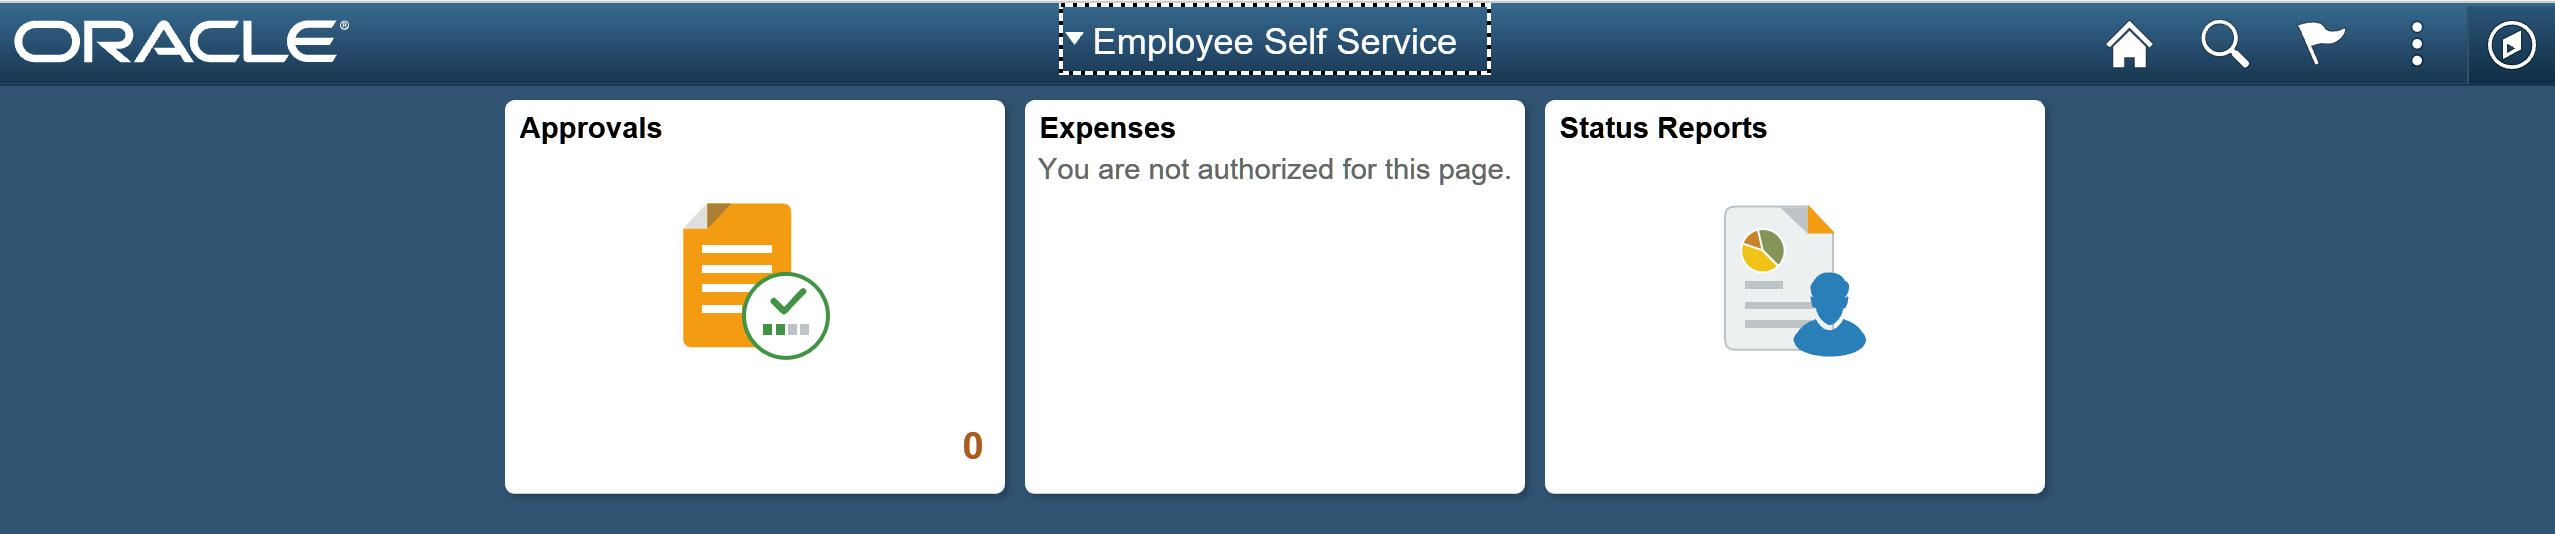 ORACLE®
Employee Self Service
Approvals
0
Expenses
You are not authorized for this page.
Status Reports